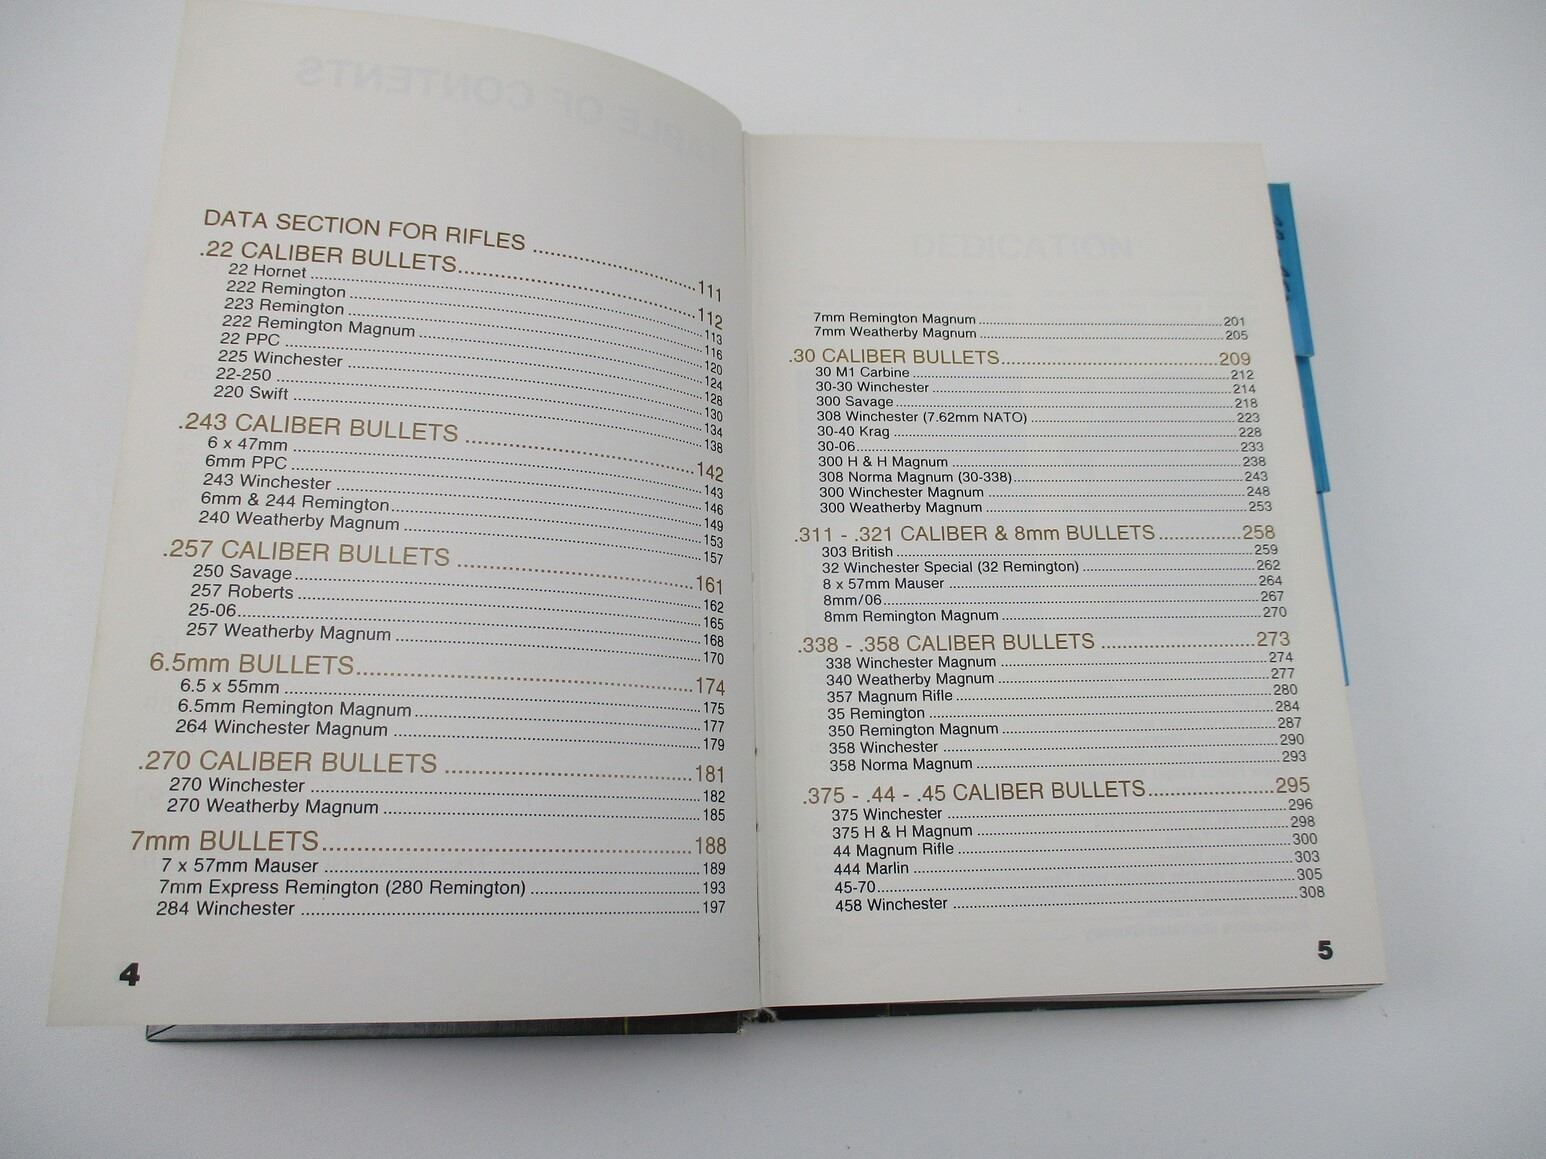 DATA SECTION FOR RIFLES ........ 111
.22 CALIBER BULLETS ........ 112
22 Hornet ........ 113
222 Remington ........ 116
223 Remington ........ 120
222 Remington Magnum ........ 124
22 PPC ........ 128
225 Winchester ........ 130
22-250 ........ 134
220 Swift ........ 138
.243 CALIBER BULLETS ........ 142
6 x 47mm ........ 143
6mm PPC ........ 146
243 Winchester ........ 149
6mm & 244 Remington ........ 153
240 Weatherby Magnum ........ 157
.257 CALIBER BULLETS ........ 161
250 Savage ........ 162
257 Roberts ........ 165
25-06 ........ 168
257 Weatherby Magnum ........ 170
6.5mm BULLETS ........ 174
6.5 x 55mm ........ 175
6.5mm Remington Magnum ........ 177
264 Winchester Magnum ........ 179
.270 CALIBER BULLETS ........ 181
270 Winchester ........ 182
270 Weatherby Magnum ........ 185
7mm BULLETS ........ 188
7 x 57mm Mauser ........ 189
7mm Express Remington (280 Remington) ........ 193
284 Winchester ........ 197
4
7mm Remington Magnum ........ 201
7mm Weatherby Magnum ........ 205
.30 CALIBER BULLETS ........ 209
30 M1 Carbine ........ 212
30-30 Winchester ........ 214
300 Savage ........ 218
308 Winchester (7.62mm NATO) ........ 223
30-40 Krag ........ 228
30-06 ........ 233
300 H & H Magnum ........ 238
308 Norma Magnum (30-338) ........ 243
300 Winchester Magnum ........ 248
300 Weatherby Magnum ........ 253
.311 - .321 CALIBER & 8mm BULLETS ........ 258
303 British ........ 259
32 Winchester Special (32 Remington) ........ 262
8 x 57mm Mauser ........ 264
8mm/06 ........ 267
8mm Remington Magnum ........ 270
.338 - .358 CALIBER BULLETS ........ 273
338 Winchester Magnum ........ 274
340 Weatherby Magnum ........ 277
357 Magnum Rifle ........ 280
35 Remington ........ 284
350 Remington Magnum ........ 287
358 Winchester ........ 290
358 Norma Magnum ........ 293
.375 - .44 - .45 CALIBER BULLETS ........ 295
375 Winchester ........ 296
375 H & H Magnum ........ 298
44 Magnum Rifle ........ 300
444 Marlin ........ 303
45-70 ........ 305
458 Winchester ........ 308
5